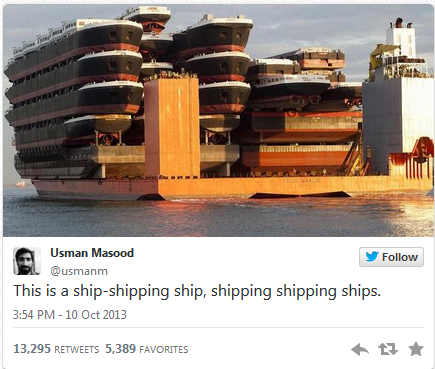 Usman Masood
@usmanm
Follow
This is a ship-shipping ship, shipping shipping ships.
3:54 PM - 10 Oct 2013
13,295 RETWEETS 5,389 FAVORITES